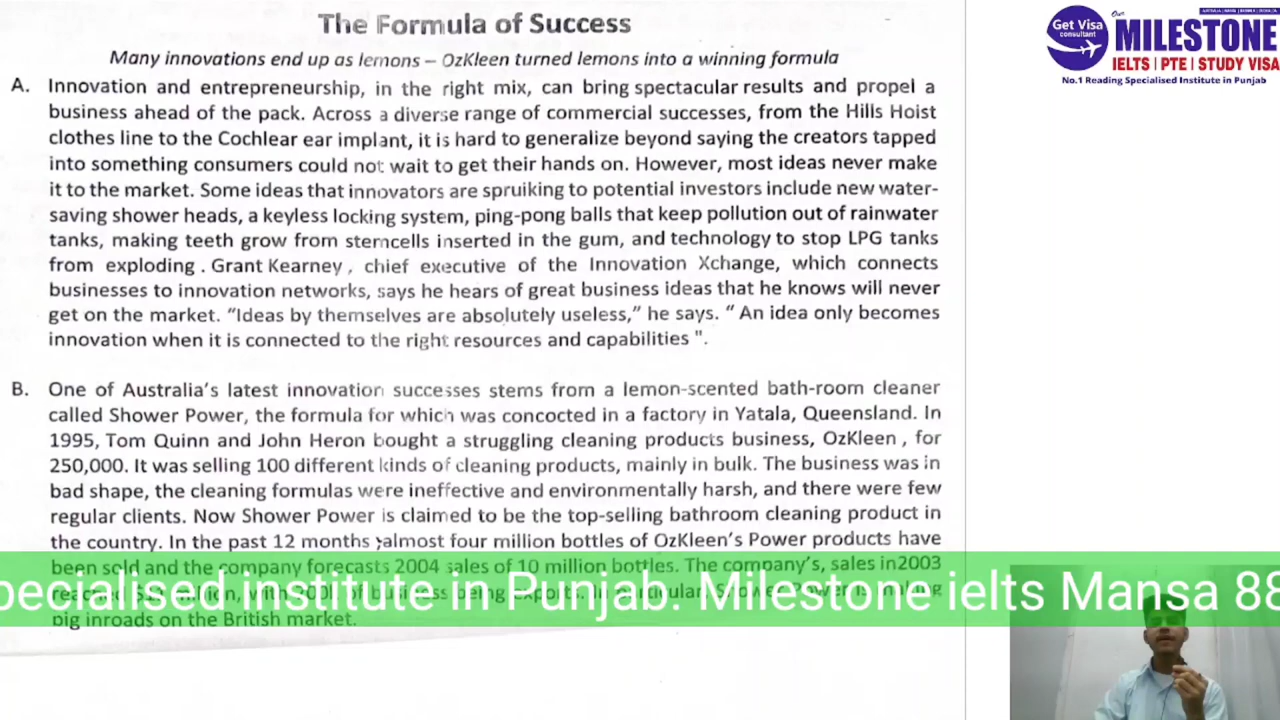 The Formula of Success
Many innovations end up as lemons – OzKleen turned lemons into a winning formula
A. Innovation and entrepreneurship, in the right mix, can bring spectacular results and propel a
business ahead of the pack. Across a diverse range of commercial successes, from the Hills Hoist
clothes line to the Cochlear ear implant, it is hard to generalize beyond saying the creators tapped
into something consumers could not wait to get their hands on. However, most ideas never make
it to the market. Some ideas that innovators are spruiking to potential investors include new water-
saving shower heads, a keyless locking system, ping-pong balls that keep pollution out of rainwater
tanks, making teeth grow from stemcells inserted in the gum, and technology to stop LPG tanks
from exploding . Grant Kearney , chief executive of the Innovation Xchange, which connects
businesses to innovation networks, says he hears of great business ideas that he knows will never
get on the market. “Ideas by themselves are absolutely useless,” he says. “ An idea only becomes
innovation when it is connected to the right resources and capabilities ".
B. One of Australia’s latest innovation successes stems from a lemon-scented bath-room cleaner
called Shower Power, the formula for which was concocted in a factory in Yatala, Queensland. In
1995, Tom Quinn and John Heron bought a struggling cleaning products business, OzKleen , for
250,000. It was selling 100 different kinds of cleaning products, mainly in bulk. The business was in
bad shape, the cleaning formulas were ineffective and environmentally harsh, and there were few
regular clients. Now Shower Power is claimed to be the top-selling bathroom cleaning product in
the country. In the past 12 months ;almost four million bottles of OzKleen’s Power products have
been sold and the company forecasts 2004 sales of 10 million bottles. The company’s, sales in2003
reached million, with of business being In particular,
pig inroads on the British market.
pecialised institute in Punjab. Milestone ielts Mansa 88
Get Visa
consultant
Our
MILESTONE
IELTS | PTE | STUDY VISA
No.1 Reading Specialised Institute in Punjab